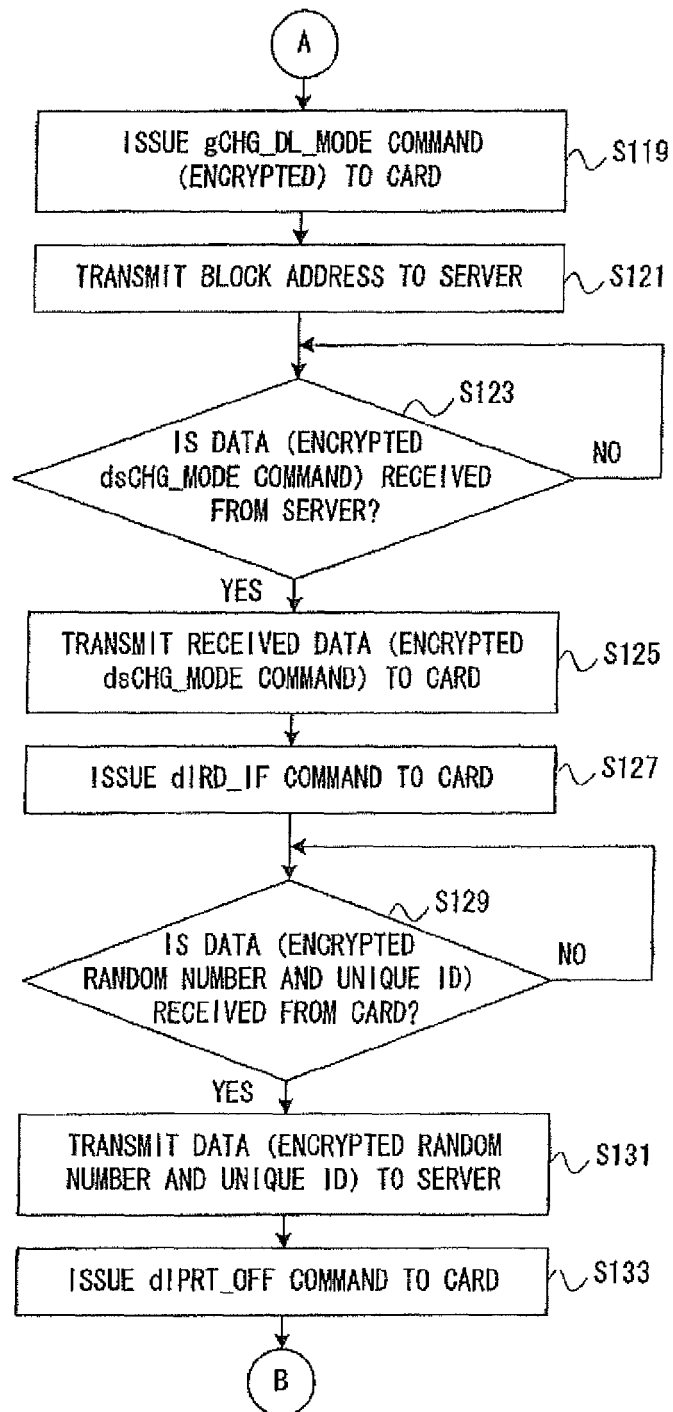 A
ISSUE gCHG_DL_MODE COMMAND
(ENCRYPTED) TO CARD
S119
TRANSMIT BLOCK ADDRESS TO SERVER
S121
S123
IS DATA (ENCRYPTED
dsCHG_MODE COMMAND) RECEIVED
FROM SERVER?
NO
YES
TRANSMIT RECEIVED DATA (ENCRYPTED
dsCHG_MODE COMMAND) TO CARD
S125
ISSUE dIRD_IF COMMAND TO CARD
S127
S129
IS DATA (ENCRYPTED
RANDOM NUMBER AND UNIQUE ID)
RECEIVED FROM CARD?
NO
YES
TRANSMIT DATA (ENCRYPTED RANDOM
NUMBER AND UNIQUE ID) TO SERVER
S131
ISSUE dIPRT_OFF COMMAND TO CARD
S133
B